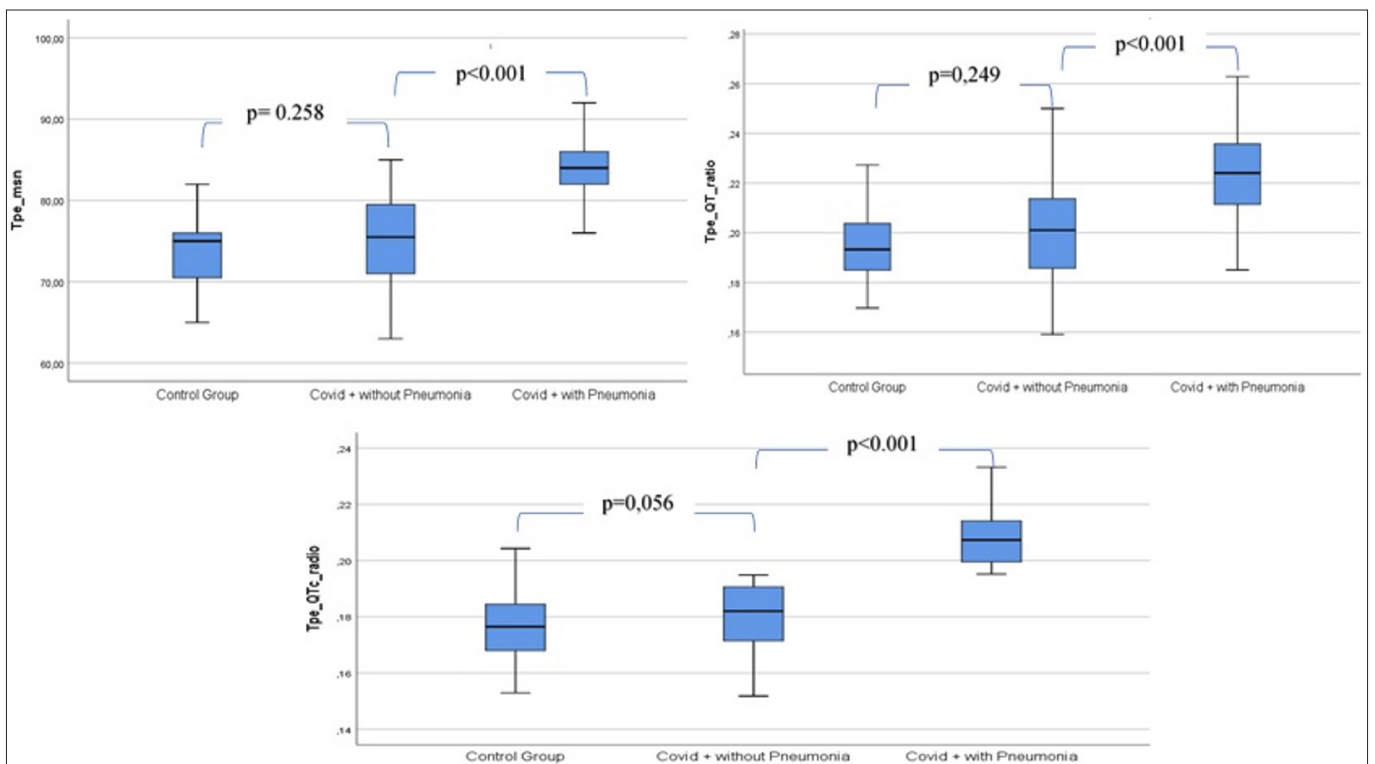 100,00
p<0.001
p= 0.258
90,00
80,00
70,00
60,00
Tpe_msn
Control Group
Covid + without Pneumonia
Covid + with Pneumonia
,28
p<0.001
p=0,249
,26
,24
,22
,20
,18
,16
Tpe_QT_ratio
Control Group
Covid + without Pneumonia
Covid + with Pneumonia
,24
p<0.001
p=0,056
,22
,20
,18
,16
,14
Tpe_QTc_radio
Control Group
Covid + without Pneumonia
Covid + with Pneumonia